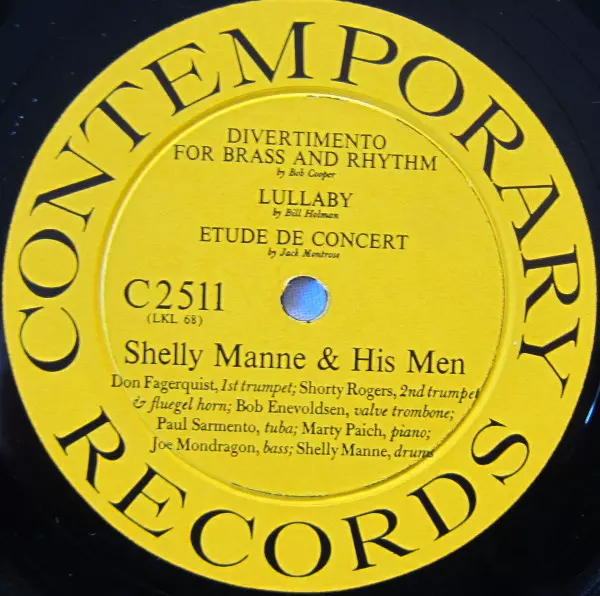 CONTEMPORARY
DIVERTIMENTO
FOR BRASS AND RHYTHM
by Bob Cooper
LULLABY
by Bill Holman
ETUDE DE CONCERT
by Jack Montrose
C2511
(LKL 68)
Shelly Manne & His Men
Don Fagerquist, 1st trumpet; Shorty Rogers, 2nd trumpet
& fluegel horn; Bob Enevoldsen, valve trombone;
Paul Sarmento, tuba; Marty Paich, piano;
Joe Mondragon, bass; Shelly Manne, drums
RECORDS